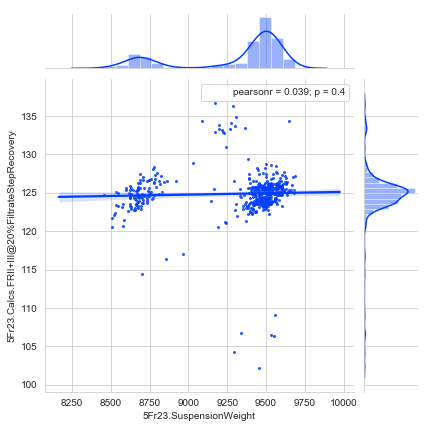 pearsonr = 0.039; p = 0.4
135
130
125
120
115
110
105
100
5Fr23.Calcs.FRII+III@20%FiltrateStepRecovery
8250 8500 8750 9000 9250 9500 9750 10000
5Fr23.SuspensionWeight